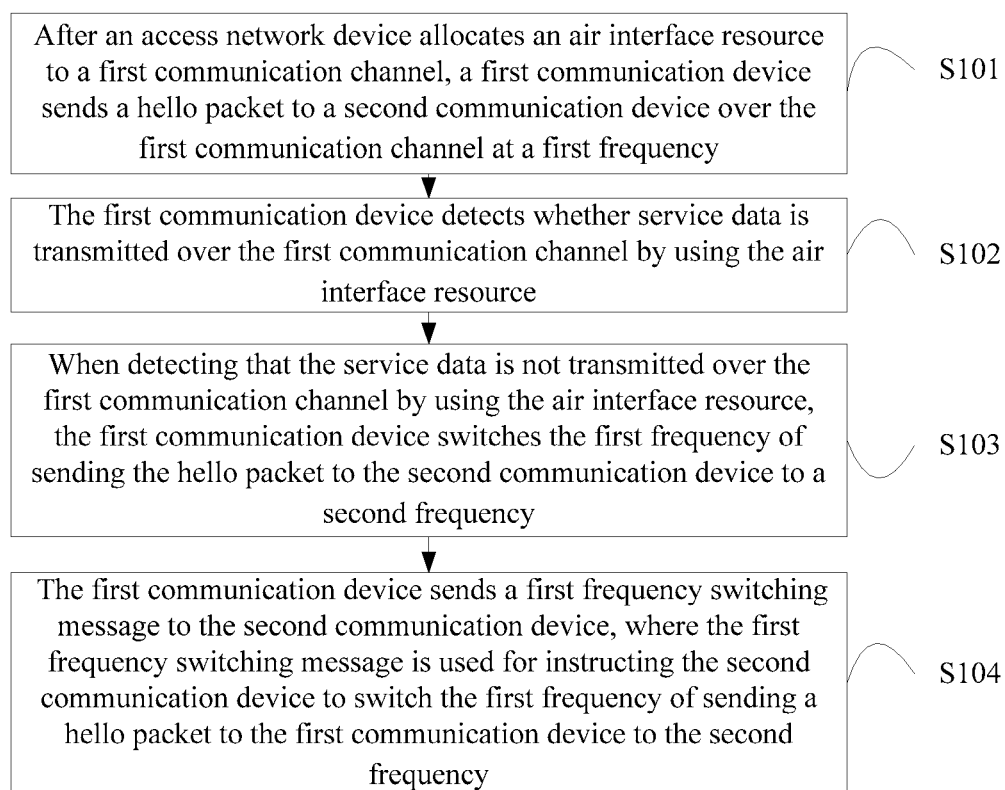 After an access network device allocates an air interface resource
to a first communication channel, a first communication device
sends a hello packet to a second communication device over the
first communication channel at a first frequency
S101
The first communication device detects whether service data is
transmitted over the first communication channel by using the air
interface resource
S102
When detecting that the service data is not transmitted over the
first communication channel by using the air interface resource,
the first communication device switches the first frequency of
sending the hello packet to the second communication device to a
second frequency
S103
The first communication device sends a first frequency switching
message to the second communication device, where the first
frequency switching message is used for instructing the second
communication device to switch the first frequency of sending a
hello packet to the first communication device to the second
frequency
S104